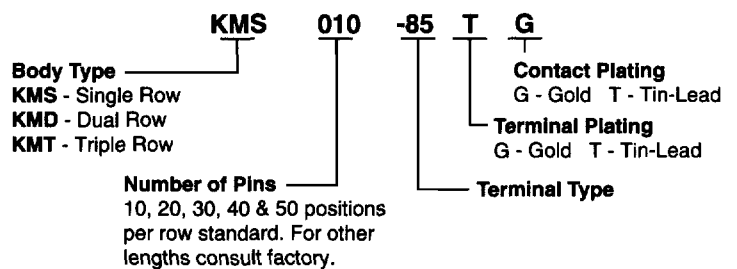 KMS 010 -85 T G
Body Type
KMS - Single Row
KMD - Dual Row
KMT - Triple Row
Contact Plating
G - Gold T - Tin-Lead
Terminal Plating
G - Gold T - Tin-Lead
Number of Pins
10, 20, 30, 40 & 50 positions
per row standard. For other
lengths consult factory.
Terminal Type